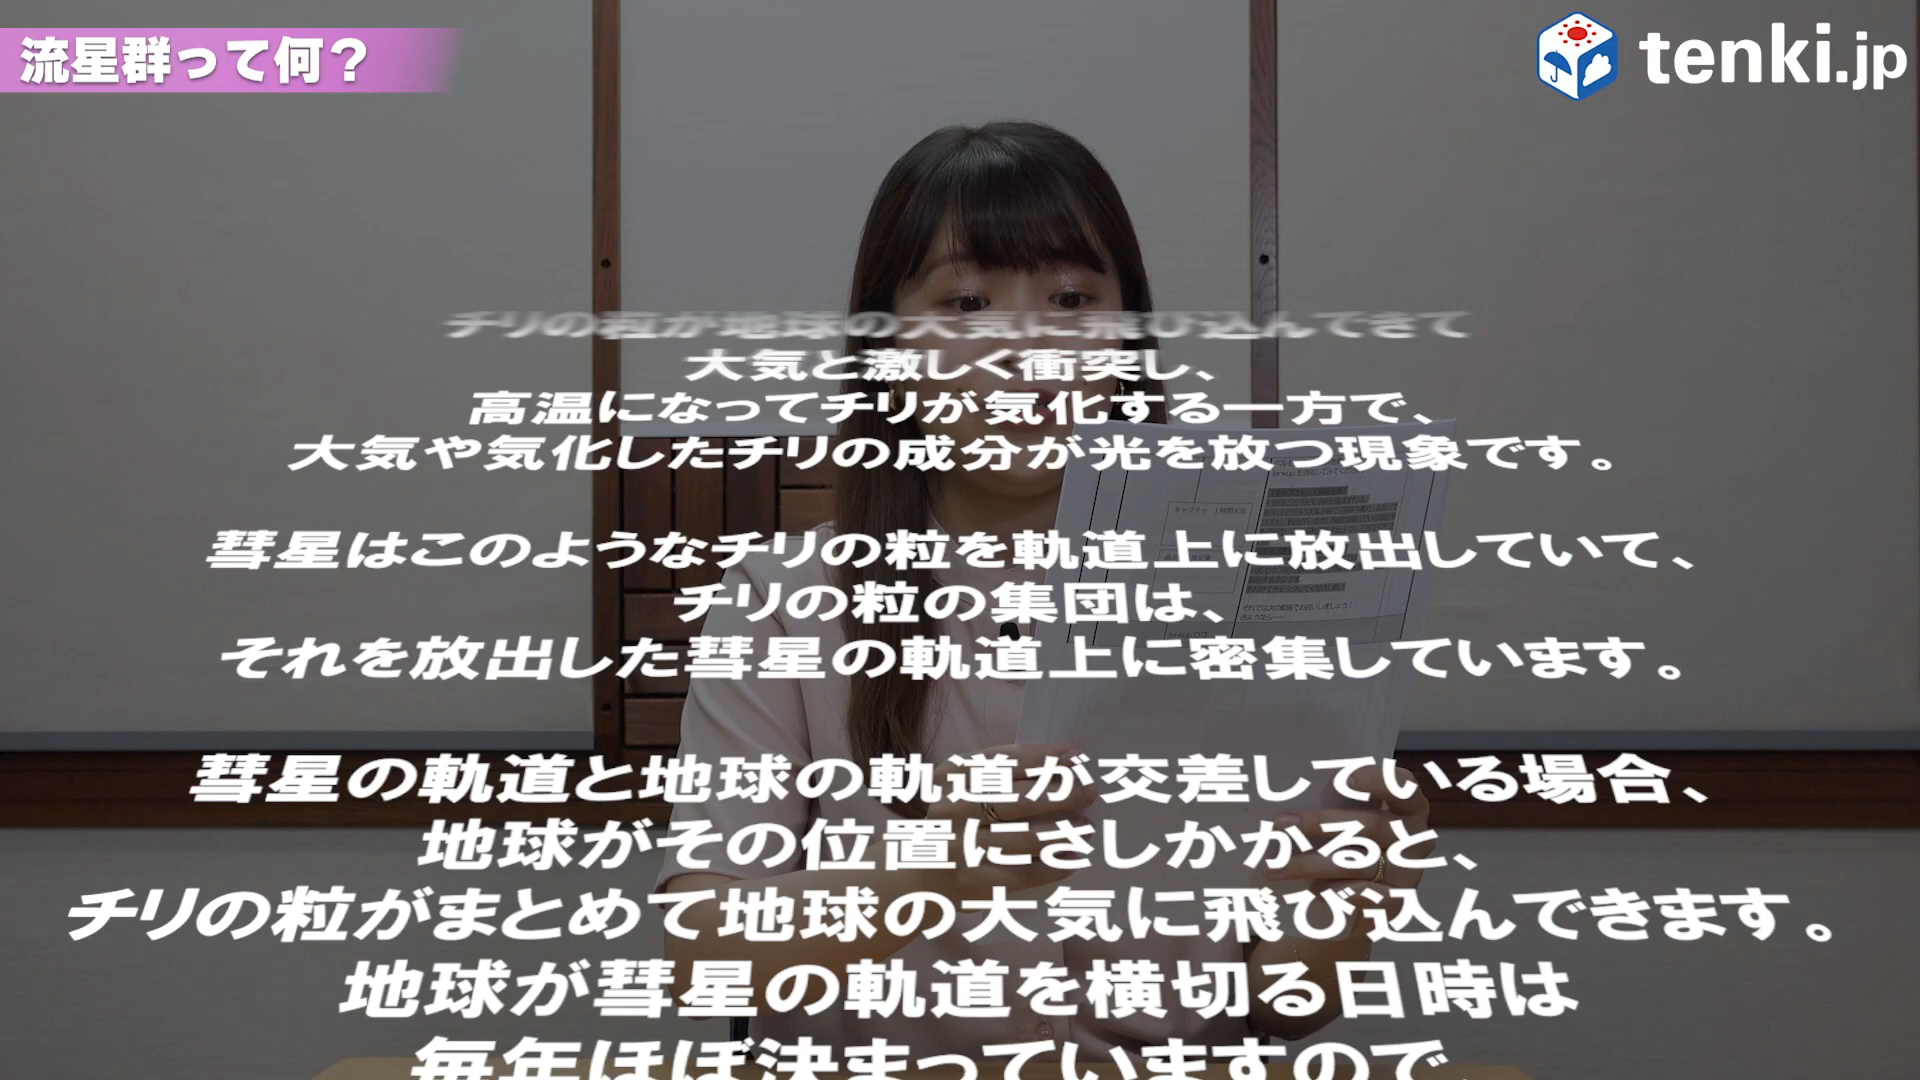 流星群って何？
tenki.jp
チリの粒が地球の大気に飛び込んできて
大気と激しく衝突し、
高温になってチリが気化する一方で、
大気や気化したチリの成分が光を放つ現象です。
彗星はこのようなチリの粒を軌道上に放出していて、
チリの粒の集団は、
それを放出した彗星の軌道上に密集しています。
彗星の軌道と地球の軌道が交差している場合、
地球がその位置にさしかかると、
チリの粒がまとめて地球の大気に飛び込んできます。
地球が彗星の軌道を横切る日時は
毎年ほぼ決まっていますので、
キャプチャ 1時間天気